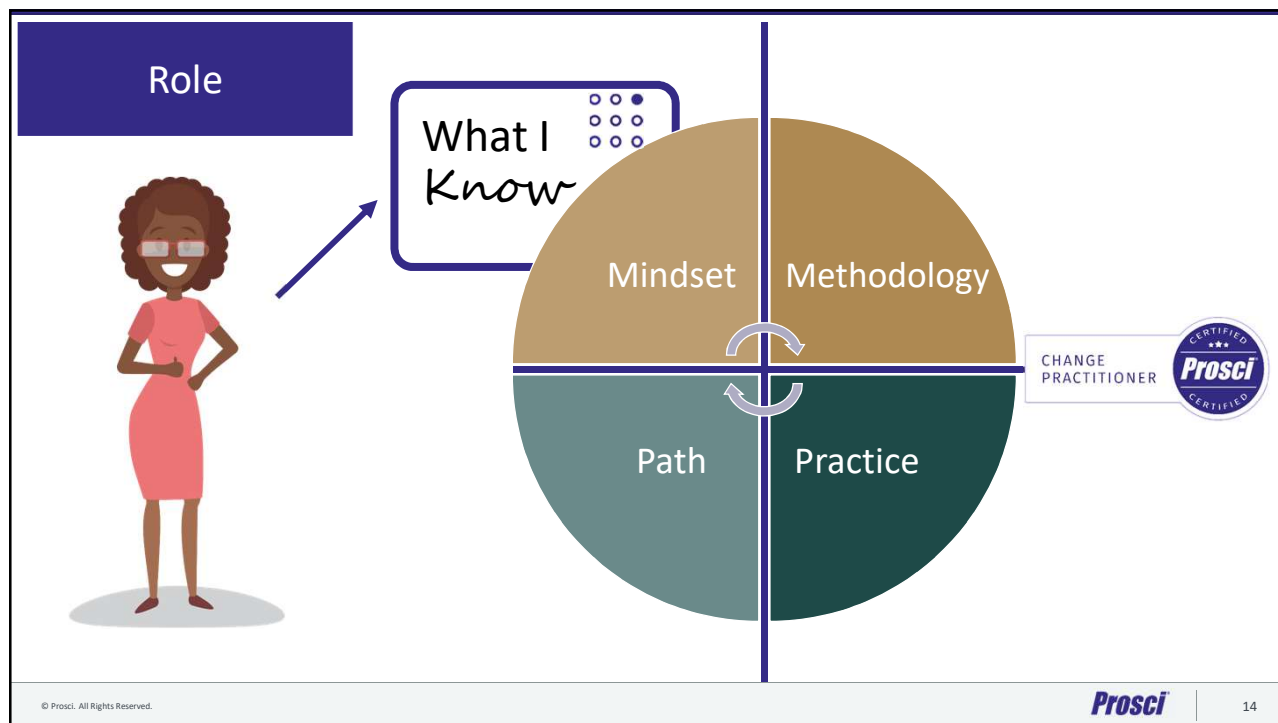 Role
What I
Know
Mindset
Methodology
Path
Practice
CHANGE
PRACTITIONER
CERTIFIED
Prosci
CERTIFIED
© Prosci. All Rights Reserved.
Prosci
14